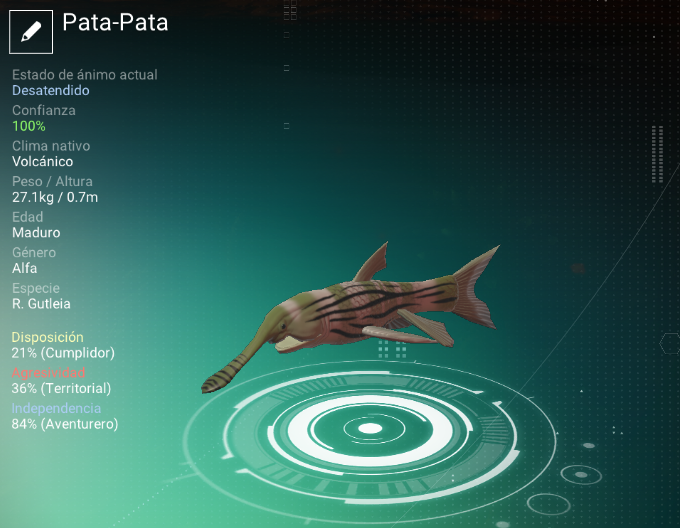 Pata-Pata
Estado de ánimo actual
Desatendido
Confianza
100%
Clima nativo
Volcánico
Peso / Altura
27.1kg / 0.7m
Edad
Maduro
Género
Alfa
Especie
R. Gutleia
Disposición
21% (Cumplidor)
Agresividad
36% (Territorial)
Independencia
84% (Aventurero)